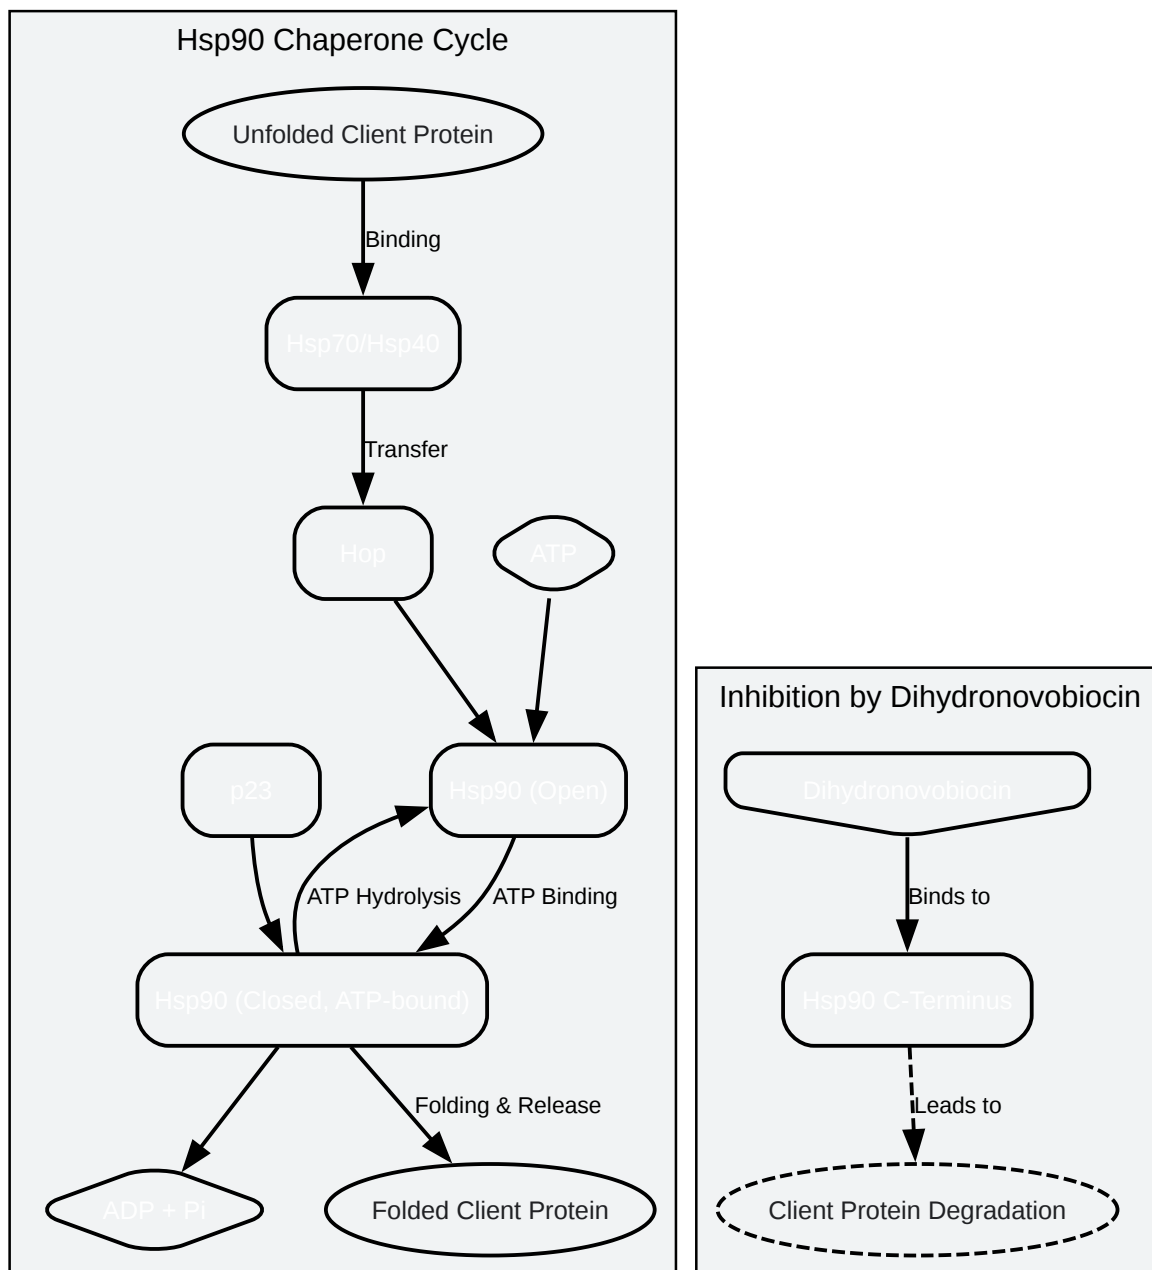 Hsp90 Chaperone Cycle
Unfolded Client Protein
Binding
Hsp70/Hsp40
Transfer
Hop
ATP
p23
Hsp90 (Open)
ATP Hydrolysis
ATP Binding
Hsp90 (Closed, ATP-bound)
Folding & Release
ADP + Pi
Folded Client Protein
Inhibition by Dihydronovobiocin
Dihydronovobiocin
Binds to
Hsp90 C-Terminus
Leads to
Client Protein Degradation